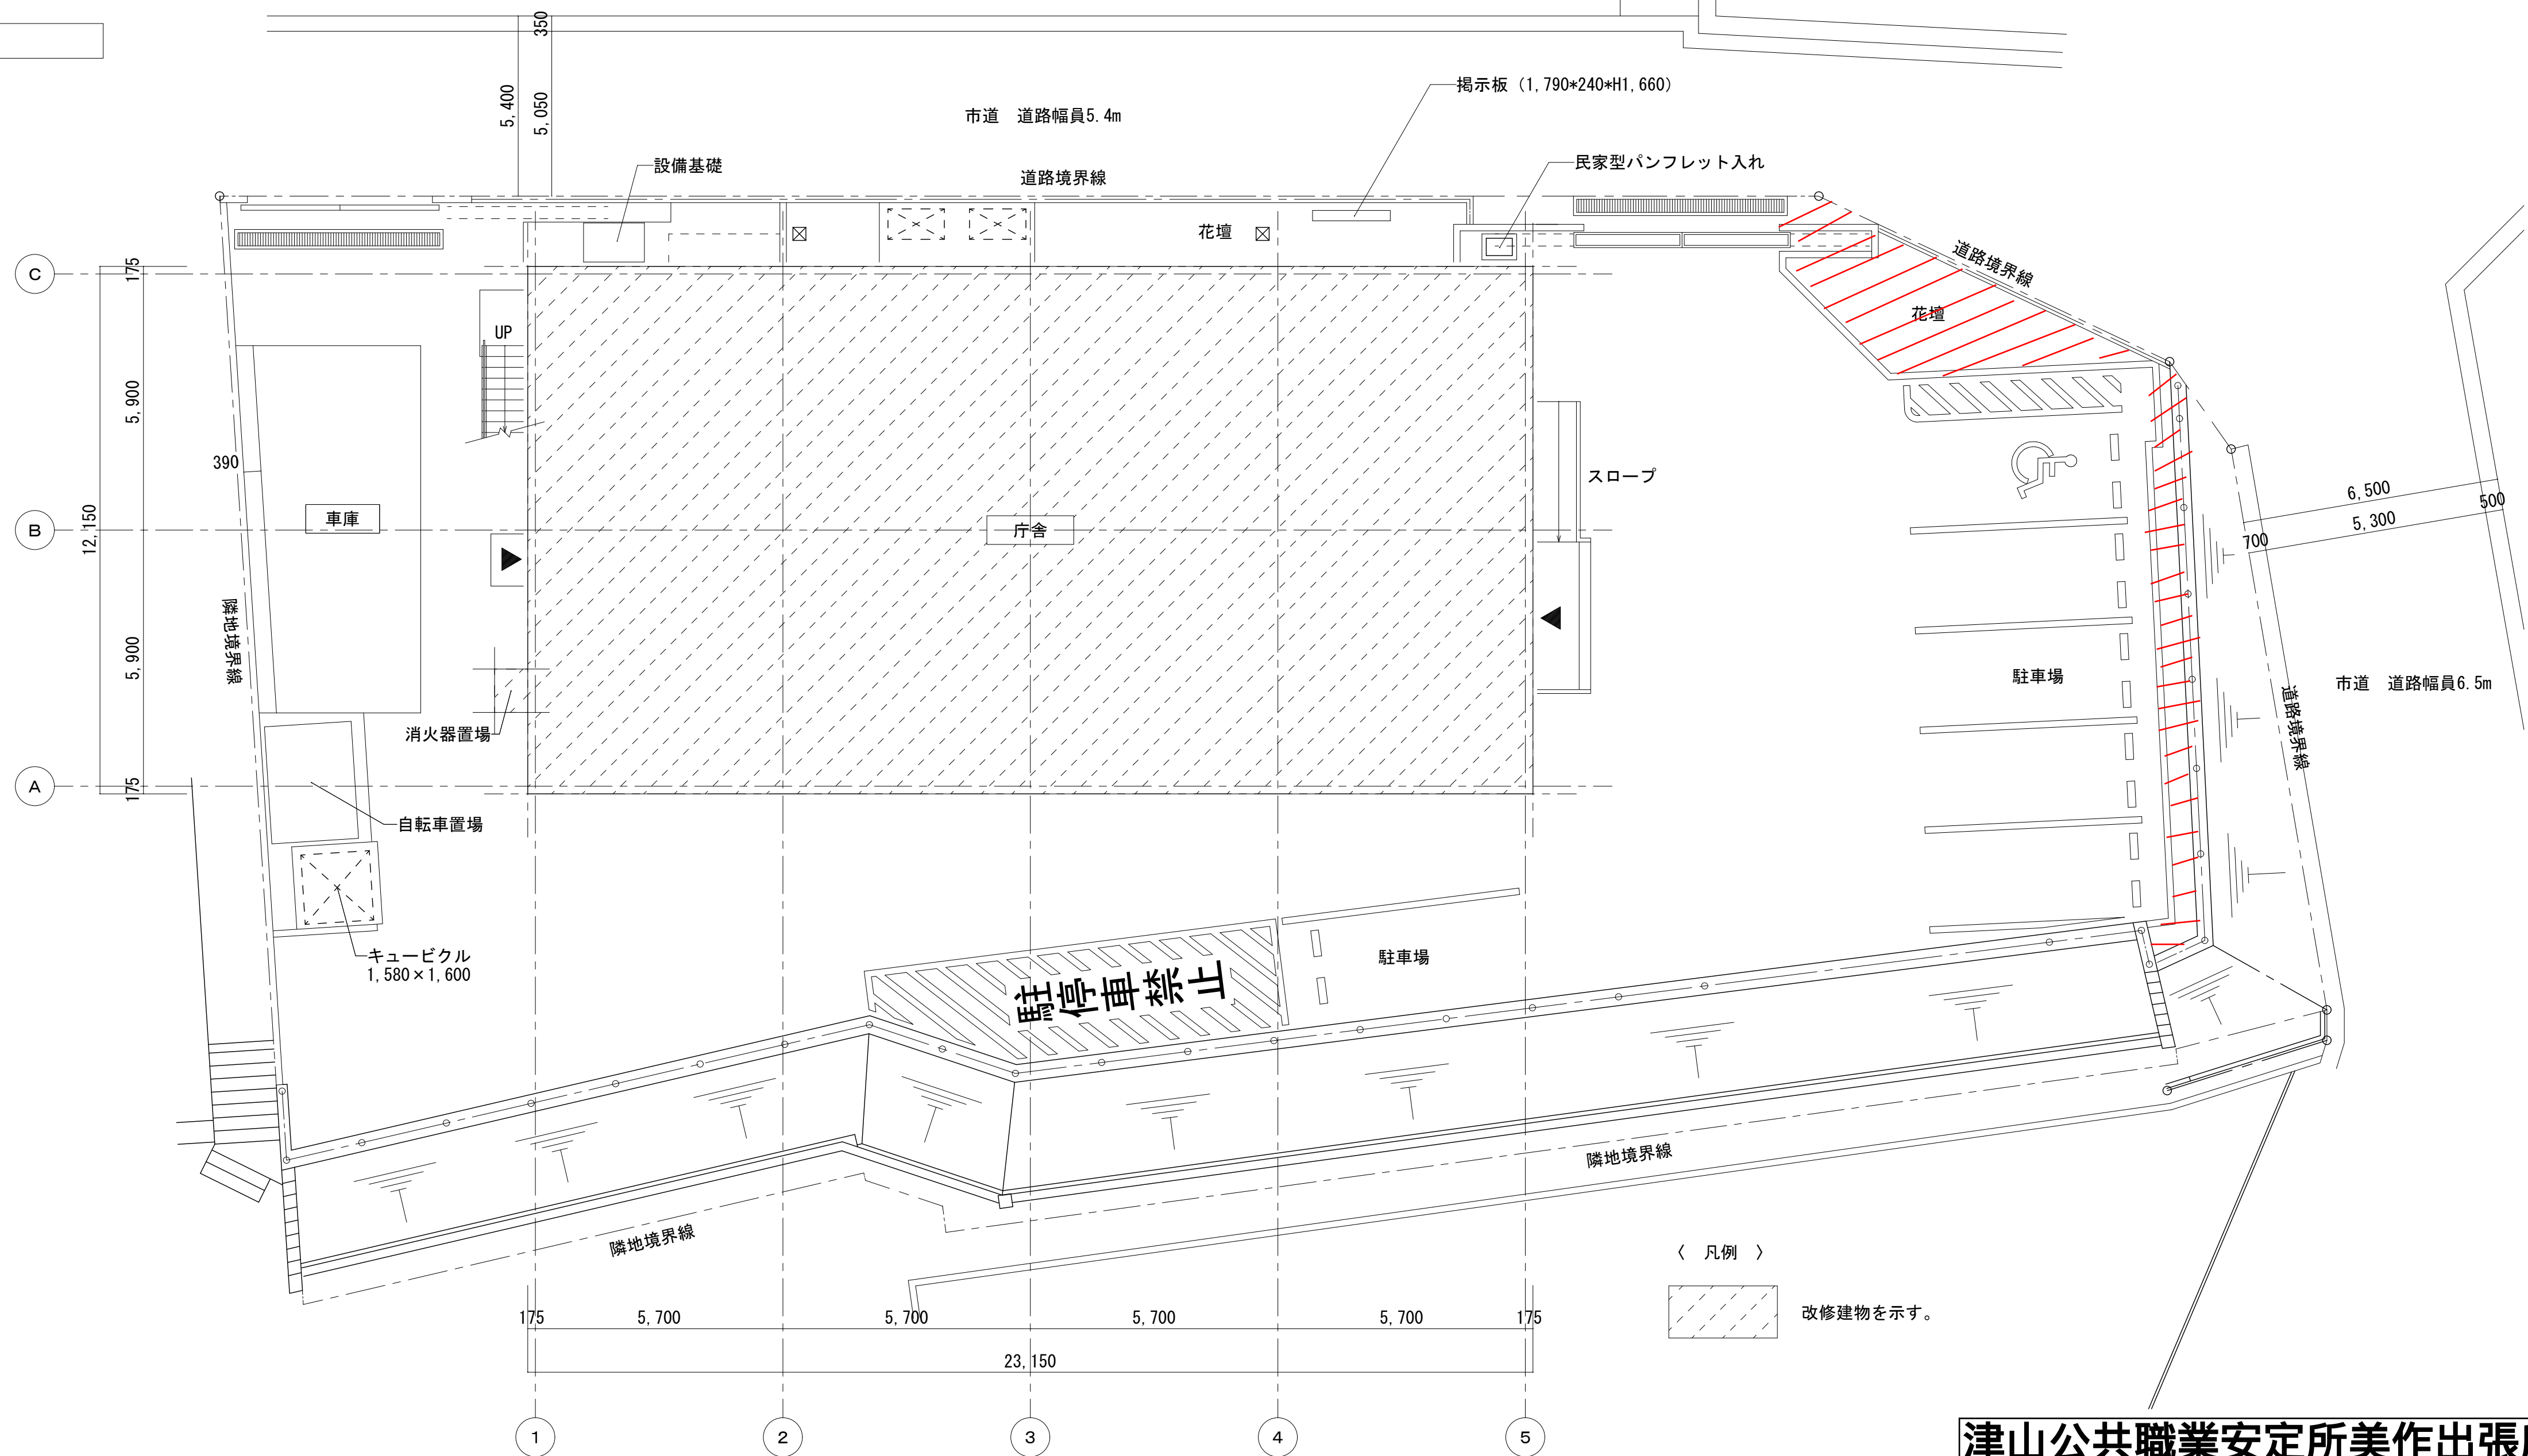 350
5,400
5,050
市道　道路幅員5.4m
掲示板（1,790*240*H1,660）
設備基礎
道路境界線
民家型パンフレット入れ
花壇
道路境界線
花壇
C
175
UP
5,900
390
スロープ
6,500
500
5,300
700
B
12,150
車庫
庁舎
隣地境界線
5,900
駐車場
市道　道路幅員6.5m
道路境界線
消火器置場
A
175
自転車置場
キュービクル
1,580×1,600
駐停車禁止
駐車場
隣地境界線
隣地境界線
〈　凡例　〉
改修建物を示す。
175
5,700
5,700
5,700
5,700
175
23,150
1
2
3
4
5
津山公共職業安定所美作出張